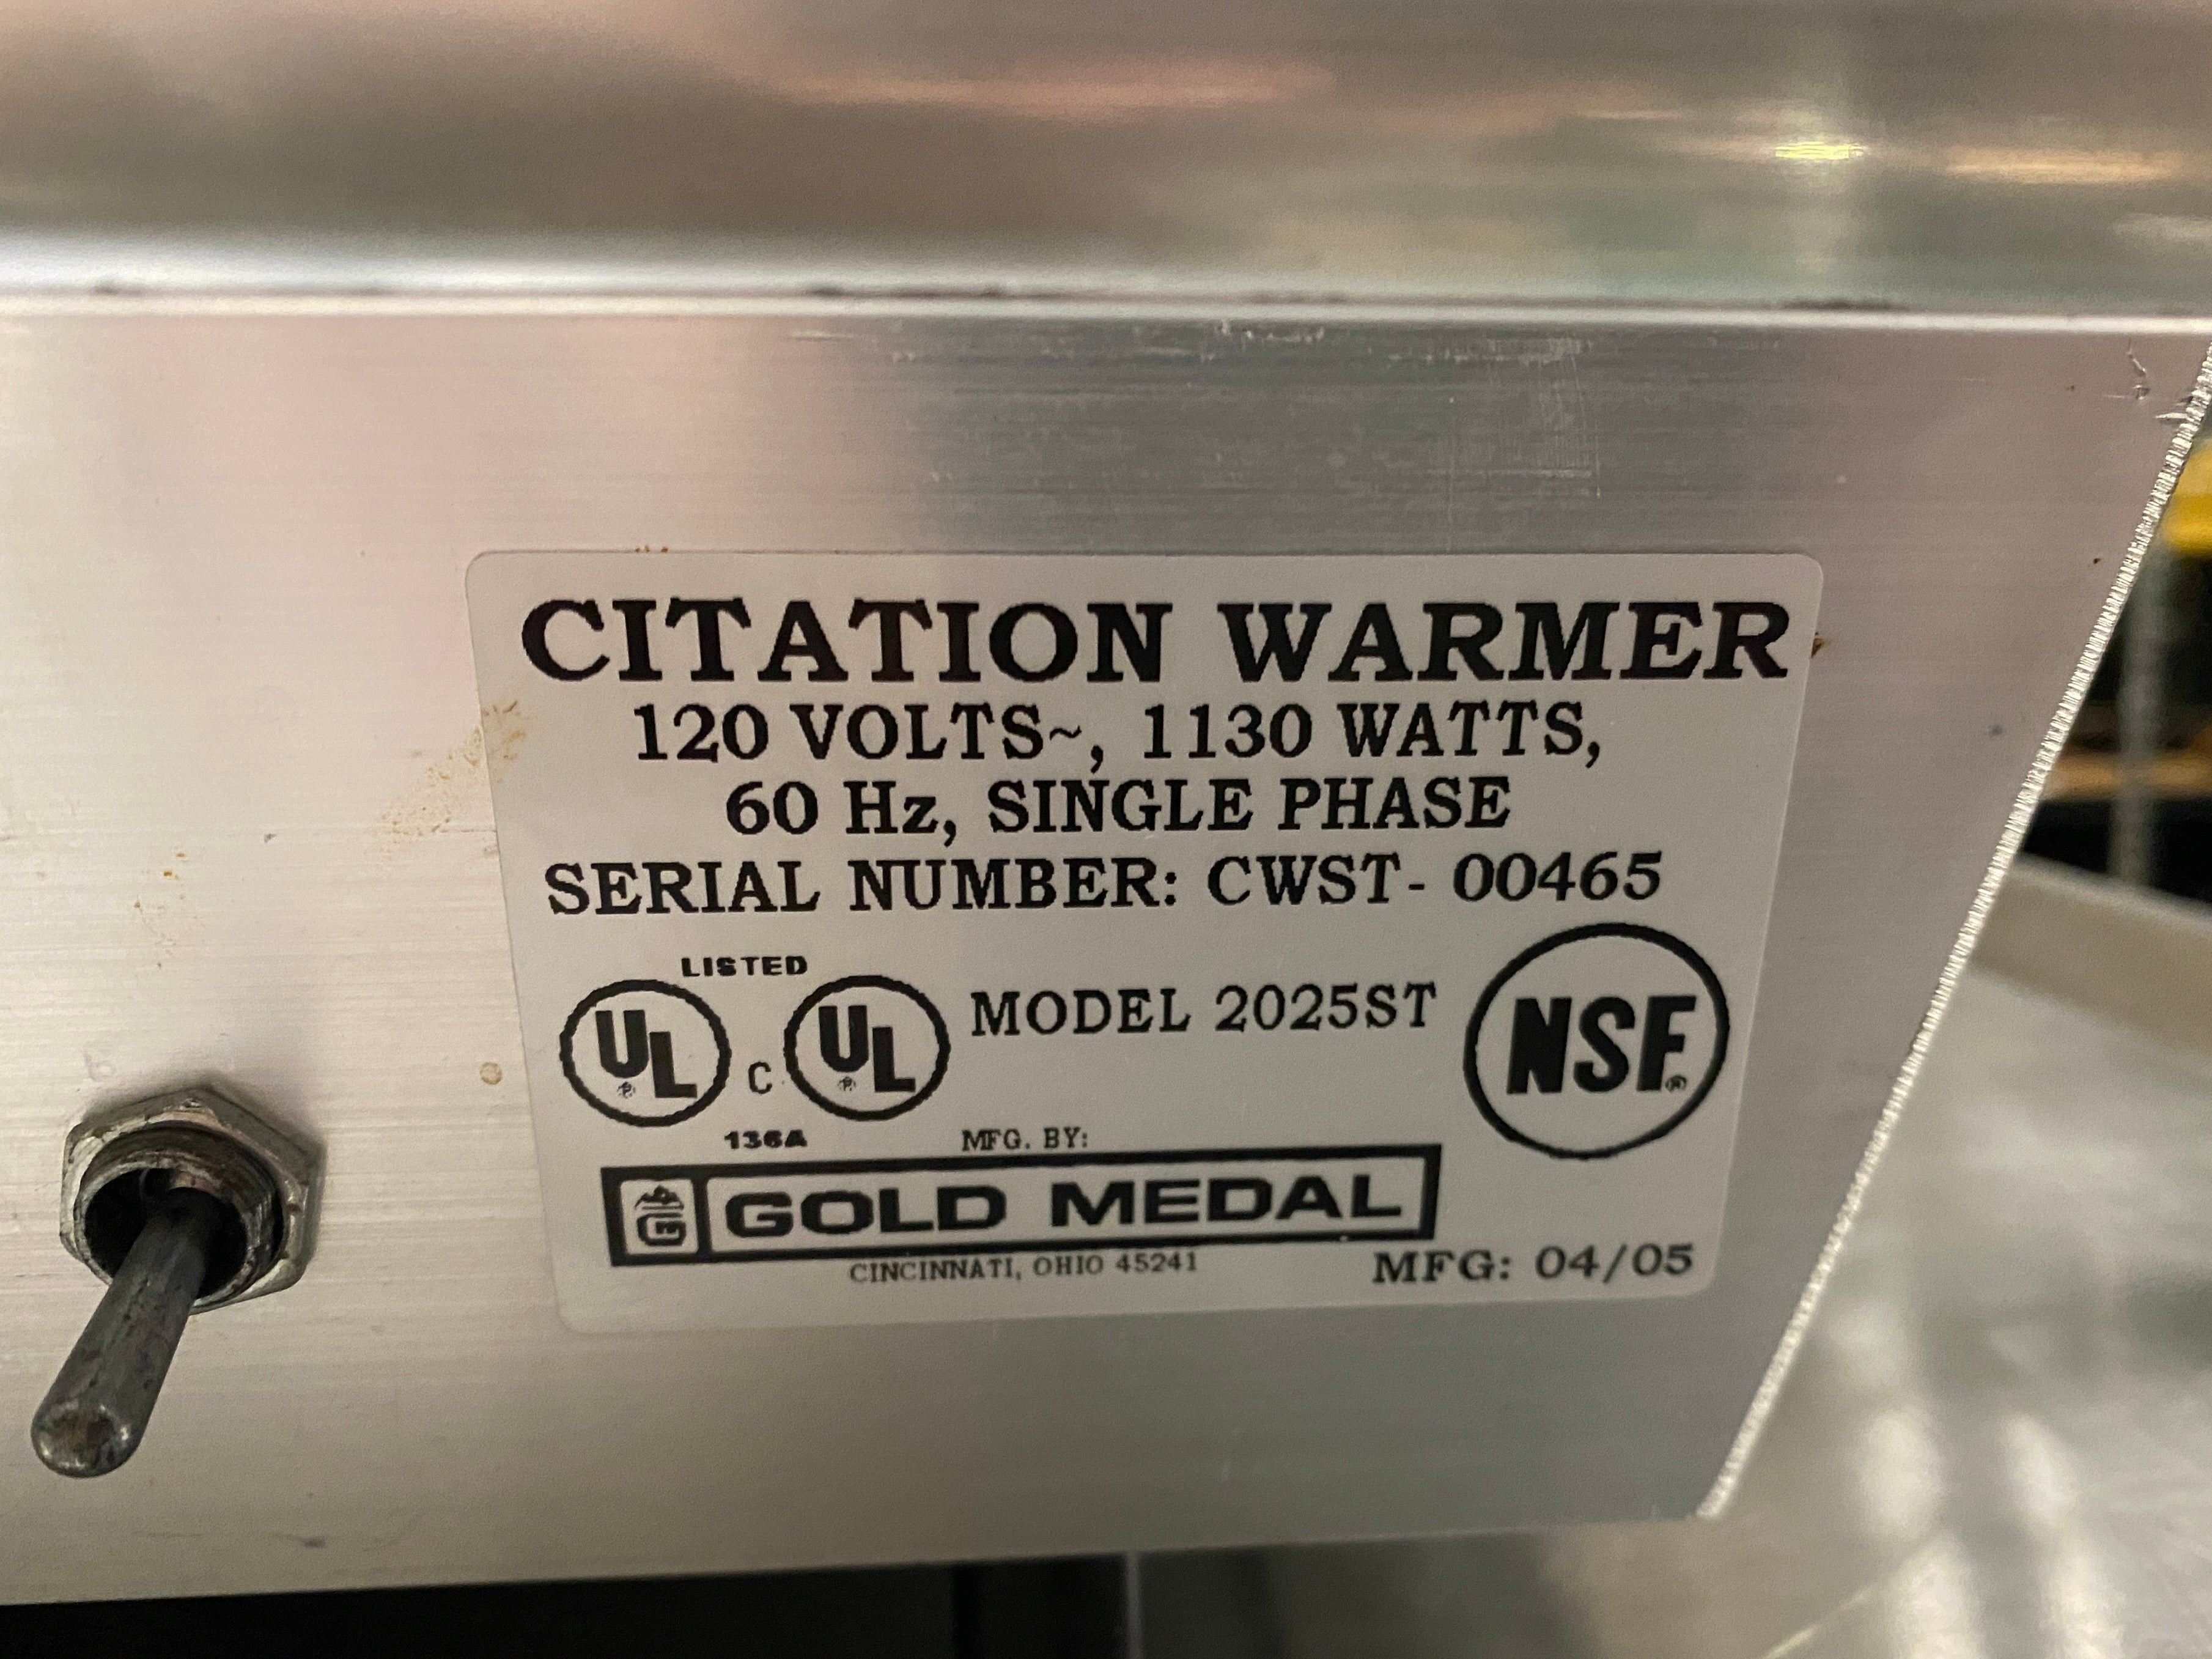 CITATION WARMER
120 VOLTS~, 1130 WATTS,
60 Hz, SINGLE PHASE
SERIAL NUMBER: CWST- 00465
LISTED
UL® C UL®
136A
MODEL 2025ST
NSF®
MFG. BY:
GOLD MEDAL
CINCINNATI, OHIO 45241
MFG: 04/05